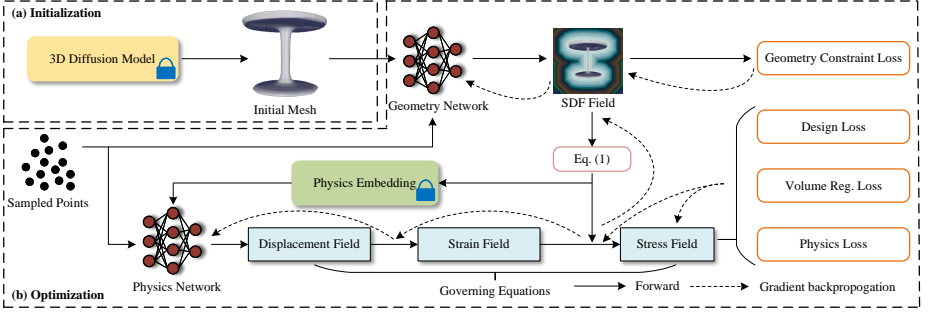 (a) Initialization
3D Diffusion Model
Initial Mesh
Geometry Network
SDF Field
Geometry Constraint Loss
Design Loss
Eq. (1)
Sampled Points
Physics Embedding
Volume Reg. Loss
Displacement Field
Strain Field
Stress Field
Physics Loss
Physics Network
Governing Equations
Forward
Gradient backpropogation
(b) Optimization